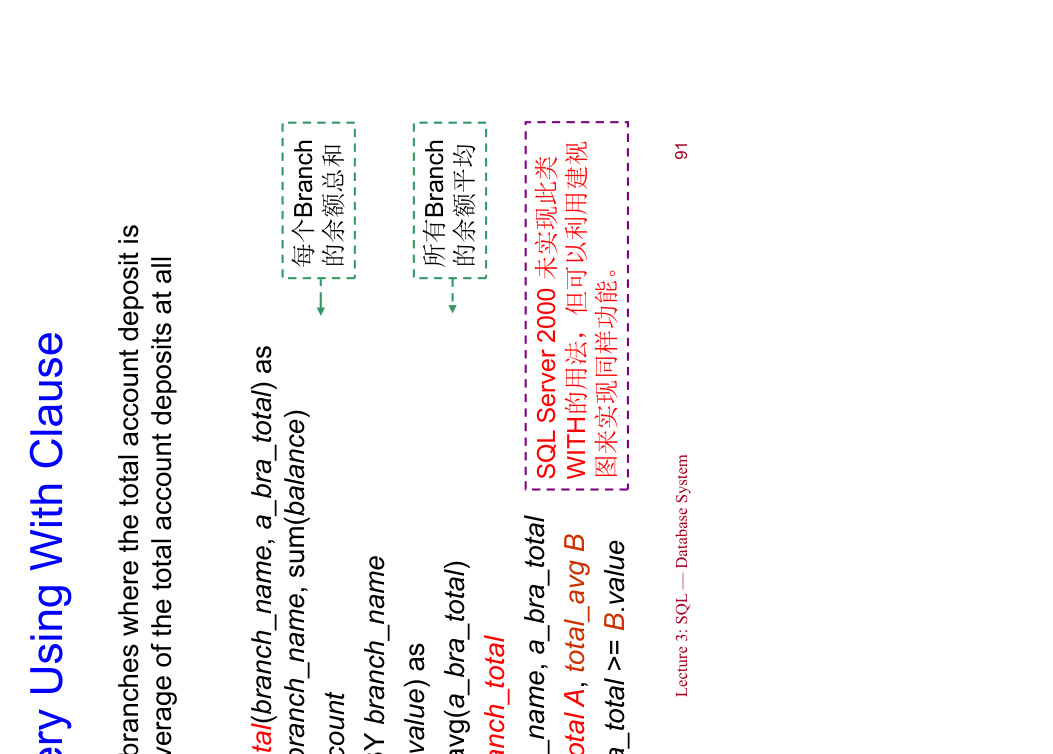 ery Using With Clause
branches where the total account deposit is
verage of the total account deposits at all
tal(branch_name, a_bra_total) as
branch_name, sum(balance)
count
BY branch_name
value) as
avg(a_bra_total)
anch_total
_name, a_bra_total
otal A, total_avg B
a_total >= B.value
每个Branch
的余额总和
所有Branch
的余额平均
SQL Server 2000 未实现此类
WITH的用法，但可以利用建视
图来实现同样功能。
Lecture 3: SQL — Database System
91